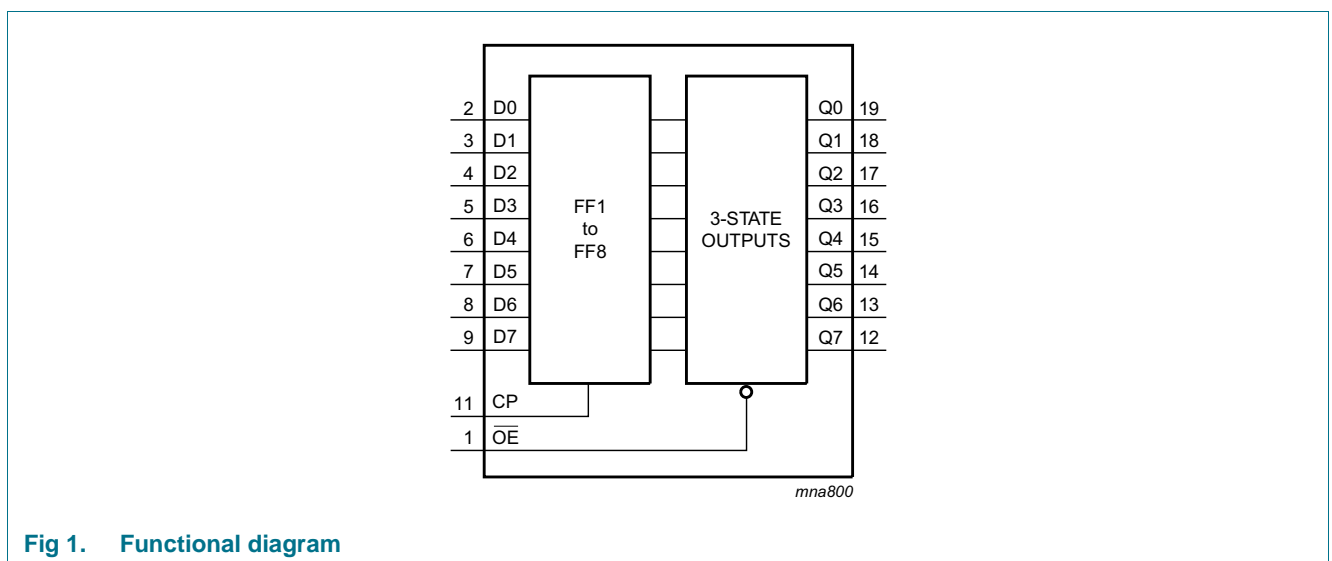 2 D0 Q0 19
3 D1 Q1 18
4 D2 Q2 17
5 D3 Q3 16
6 D4 Q4 15
7 D5 Q5 14
8 D6 Q6 13
9 D7 Q7 12
FF1
to
FF8
3-STATE
OUTPUTS
11 CP
1 O̅E̅
mna800
Fig 1. Functional diagram